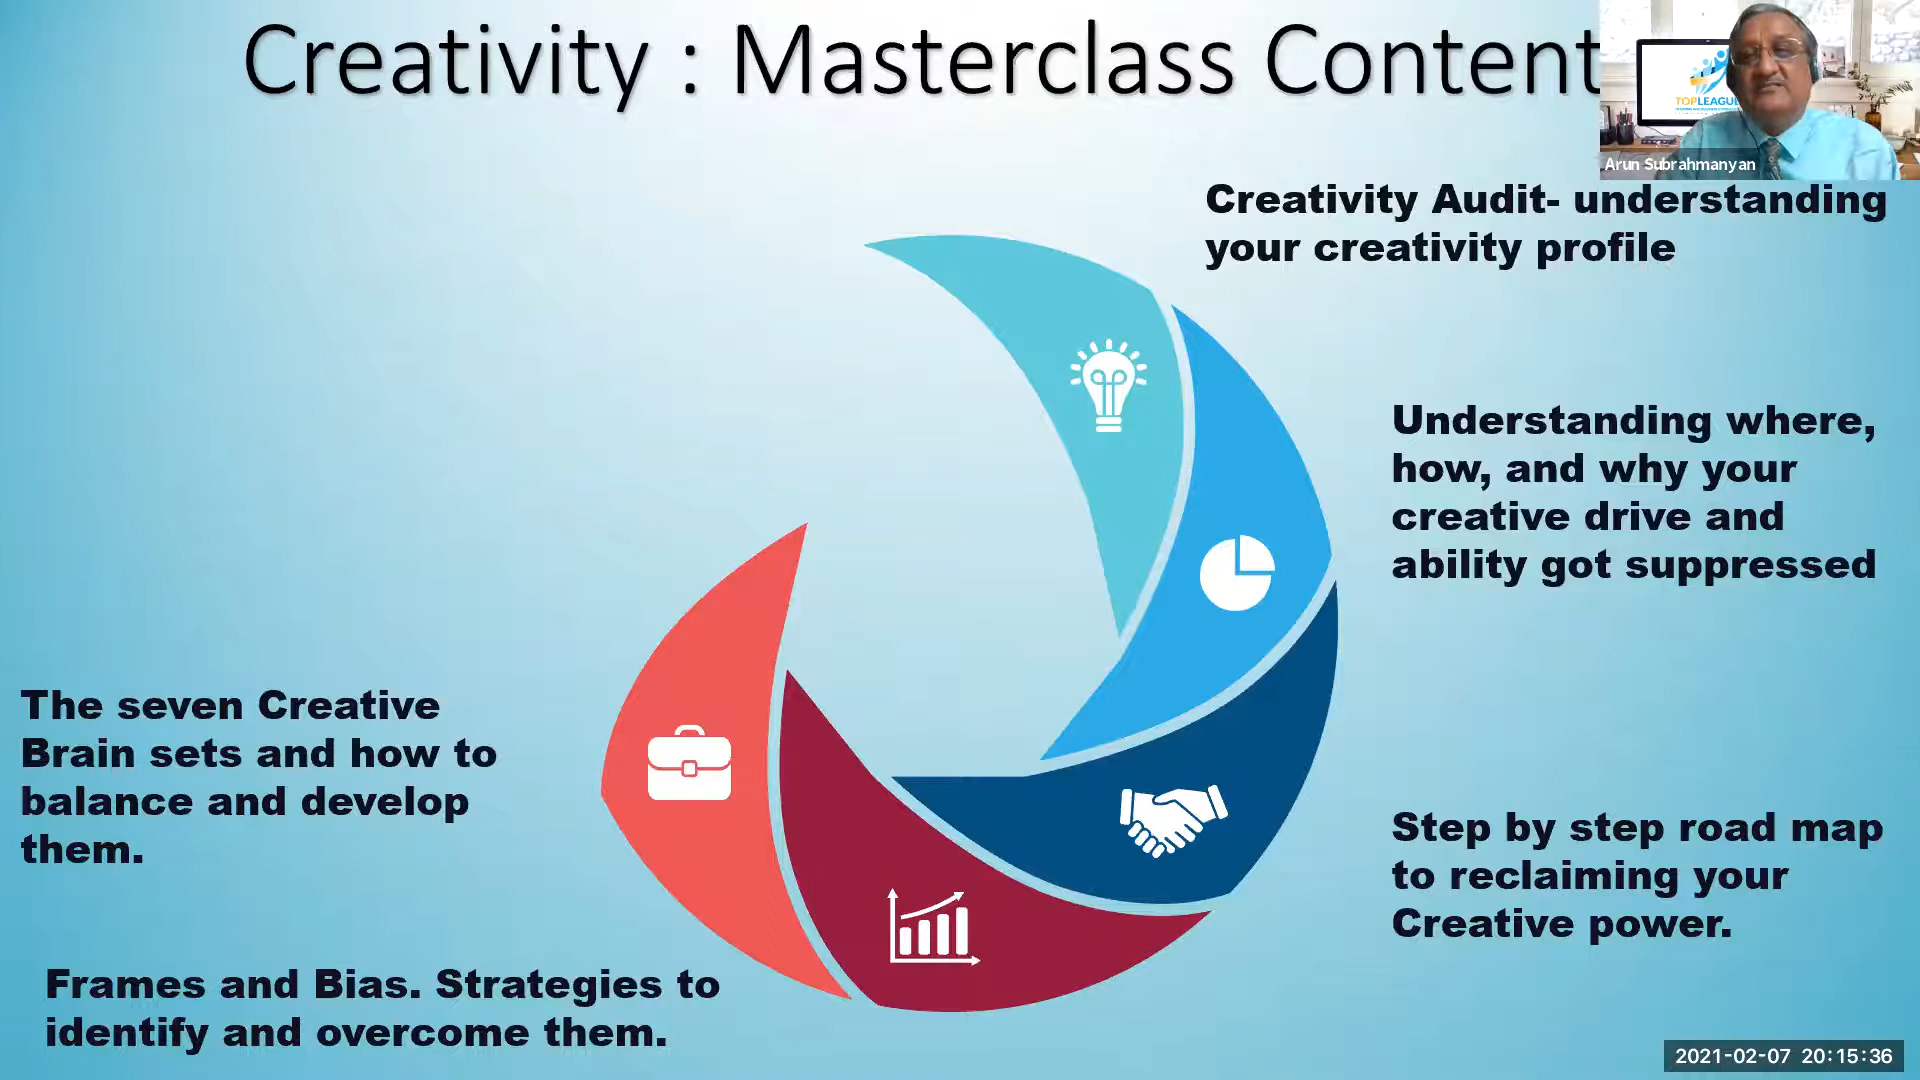 Creativity : Masterclass Content
TOPLEAGUE
Arun Subrahmanyan
Creativity Audit- understanding
your creativity profile
Understanding where,
how, and why your
creative drive and
ability got suppressed
Step by step road map
to reclaiming your
Creative power.
The seven Creative
Brain sets and how to
balance and develop
them.
Frames and Bias. Strategies to
identify and overcome them.
2021-02-07 20:15:36